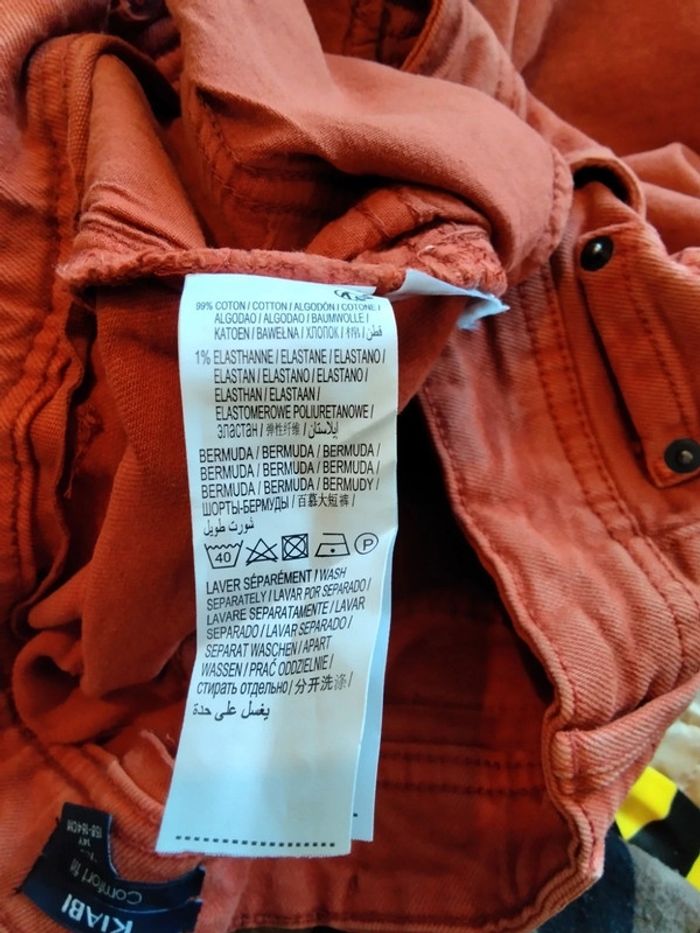 99% COTON / COTTON / ALGODÓN / COTONE /
ALGODAO / ALGODAO / BAUMWOLLE /
KATOEN / BAWEŁNA / ХЛОПОК / 棉 / قطن
1% ELASTHANNE / ELASTANE / ELASTANO /
ELASTAN / ELASTANO / ELASTANO /
ELASTHAN / ELASTAAN /
ELASTOMEROWE POLIURETANOWE /
ЭЛАСТАН / 弹性纤维 / إيلاستان
BERMUDA / BERMUDA / BERMUDA /
BERMUDA / BERMUDA / BERMUDA /
BERMUDA / BERMUDA / BERMUDY /
ШОРТЫ-БЕРМУДЫ / 百慕大短裤 /
شورت طويل
40 P
LAVER SÉPARÉMENT / WASH
SEPARATELY / LAVAR POR SEPARADO /
LAVARE SEPARATAMENTE / LAVAR
SEPARADO / LAVAR SEPARADO /
SEPARAT WASCHEN / APART
WASSEN / PRAĆ ODDZIELNIE /
стирать отдельно / 分开洗涤 /
يغسل على حدة
KIABI
Comfort fit
14Y
158-164CM